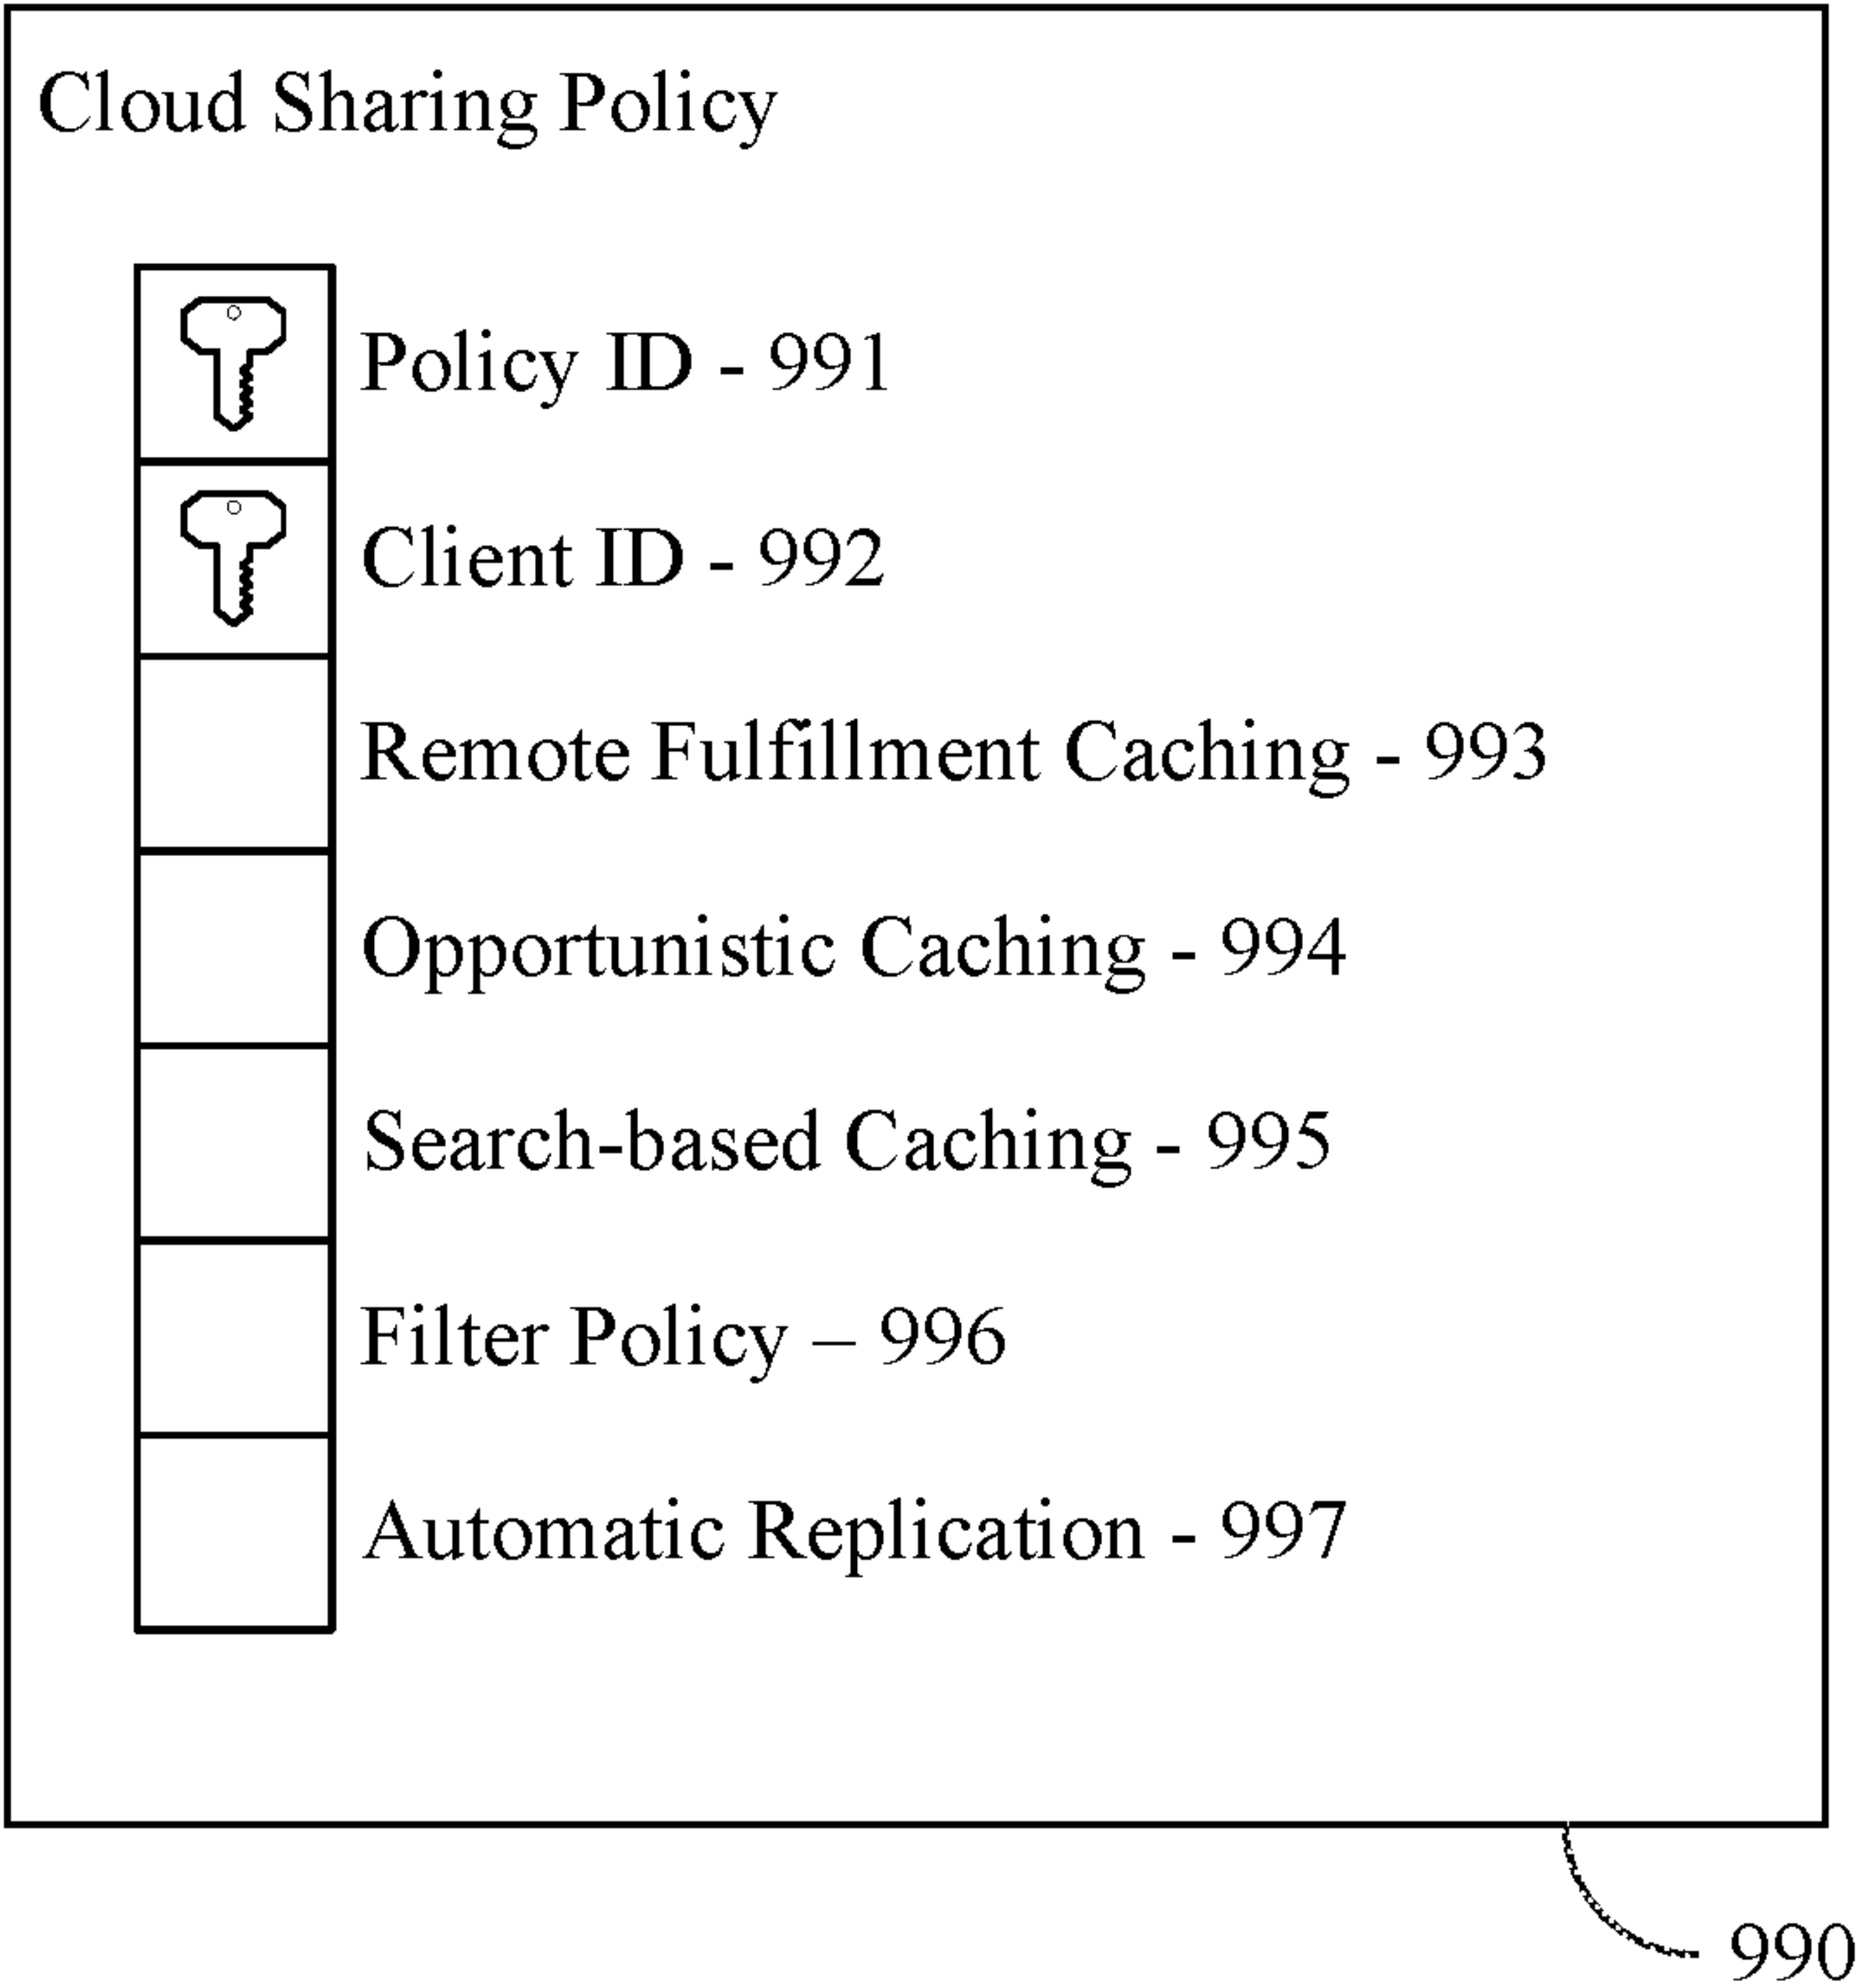 Cloud Sharing Policy
Policy ID - 991
Client ID - 992
Remote Fulfillment Caching - 993
Opportunistic Caching - 994
Search-based Caching - 995
Filter Policy – 996
Automatic Replication - 997
990